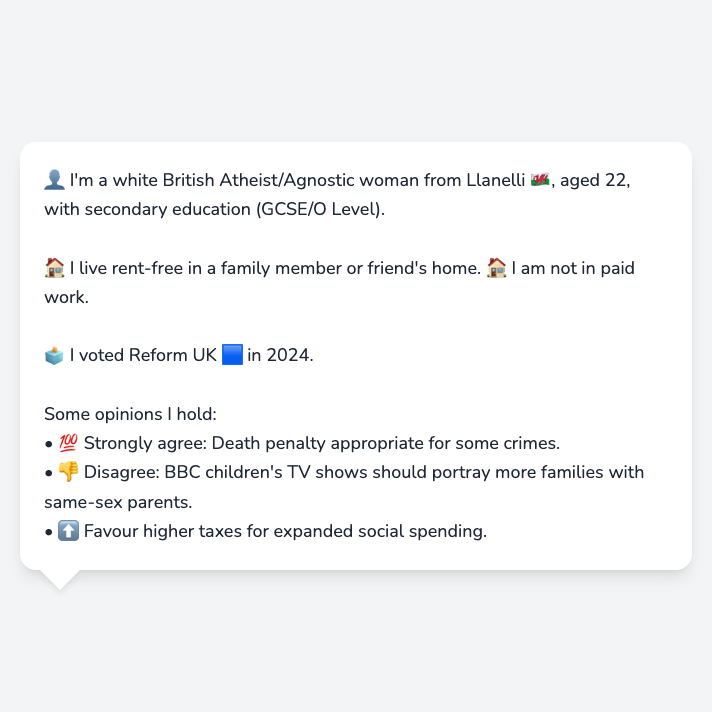 👤 I'm a white British Atheist/Agnostic woman from Llanelli 🏴󠁧󠁢󠁷󠁬󠁳󠁿, aged 22,
with secondary education (GCSE/O Level).
🏠 I live rent-free in a family member or friend's home. 🏠 I am not in paid
work.
🗳️ I voted Reform UK 🟦 in 2024.
Some opinions I hold:
• 💯 Strongly agree: Death penalty appropriate for some crimes.
• 👎 Disagree: BBC children's TV shows should portray more families with
same-sex parents.
• ⬆️ Favour higher taxes for expanded social spending.